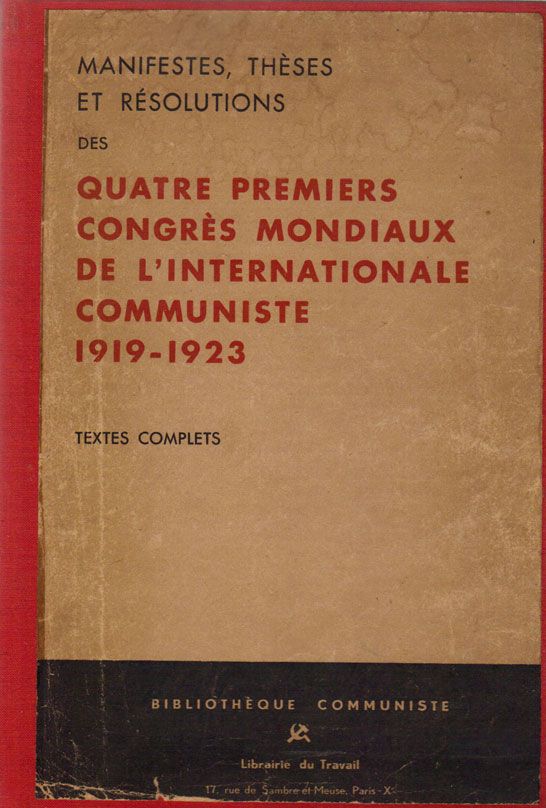 MANIFESTES, THÈSES
ET RÉSOLUTIONS
DES
QUATRE PREMIERS
CONGRÈS MONDIAUX
DE L'INTERNATIONALE
COMMUNISTE
1919-1923
TEXTES COMPLETS
BIBLIOTHÈQUE COMMUNISTE
Librairie du Travail
17, rue de Sambre-et-Meuse, Paris-X